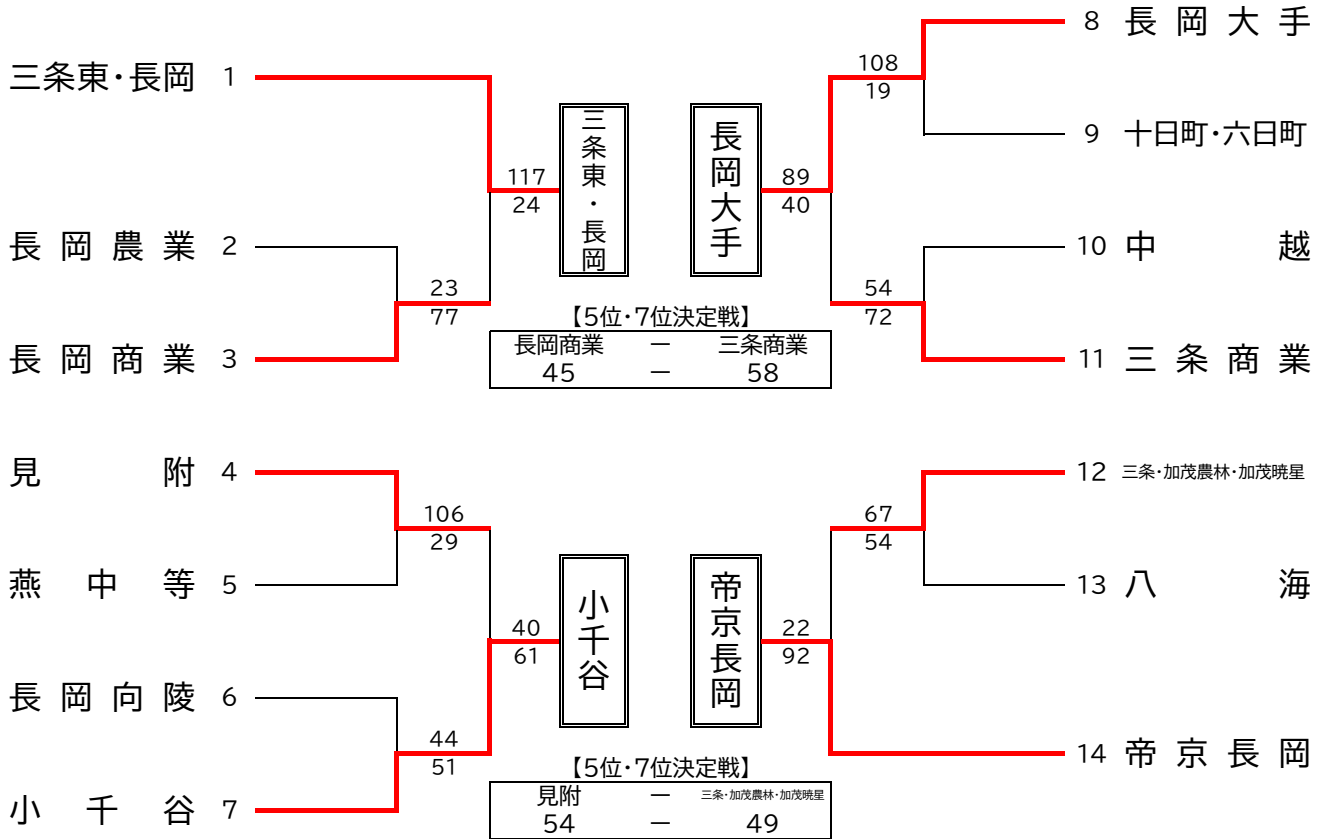 8 長岡大手
三条東・長岡 1
108
19
9 十日町・六日町
三条東・長岡
長岡大手
117
24
89
40
長岡農業 2
10 中越
23
77
54
72
【5位・7位決定戦】
長岡商業 ー 三条商業
45 ー 58
長岡商業 3
11 三条商業
見附 4
12 三条・加茂農林・加茂暁星
106
29
67
54
燕中等 5
13 八海
小千谷
帝京長岡
40
61
22
92
長岡向陵 6
44
51
14 帝京長岡
【5位・7位決定戦】
見附 ー 三条・加茂農林・加茂暁星
54 ー 49
小千谷 7